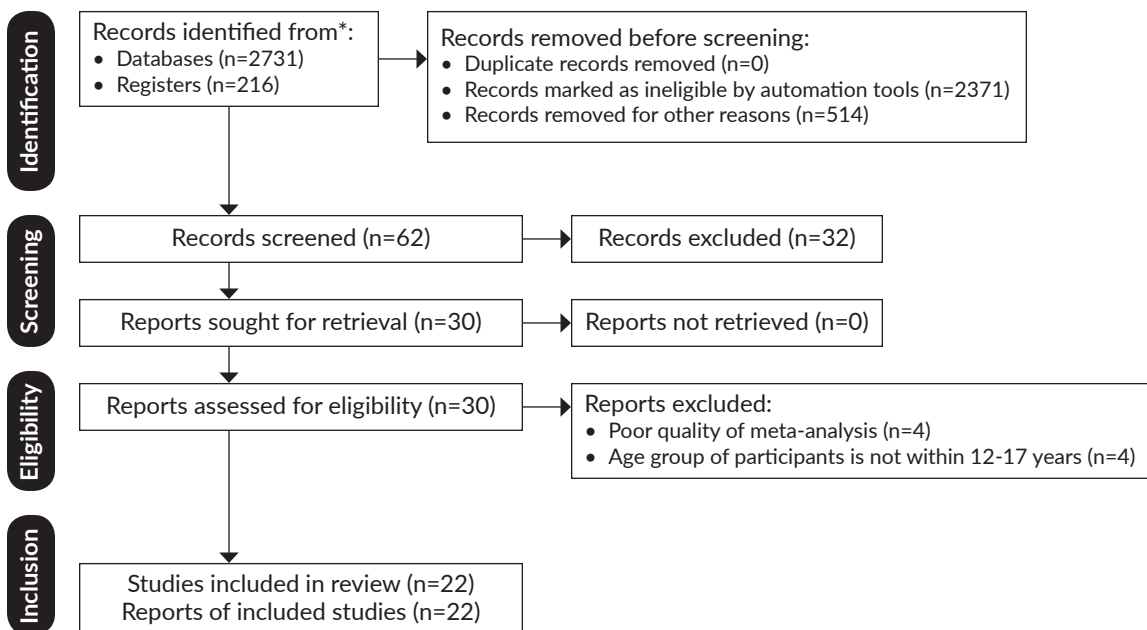 Identification
Records identified from*:
• Databases (n=2731)
• Registers (n=216)
Records removed before screening:
• Duplicate records removed (n=0)
• Records marked as ineligible by automation tools (n=2371)
• Records removed for other reasons (n=514)
Screening
Records screened (n=62)
Records excluded (n=32)
Reports sought for retrieval (n=30)
Reports not retrieved (n=0)
Eligibility
Reports assessed for eligibility (n=30)
Reports excluded:
• Poor quality of meta-analysis (n=4)
• Age group of participants is not within 12-17 years (n=4)
Inclusion
Studies included in review (n=22)
Reports of included studies (n=22)